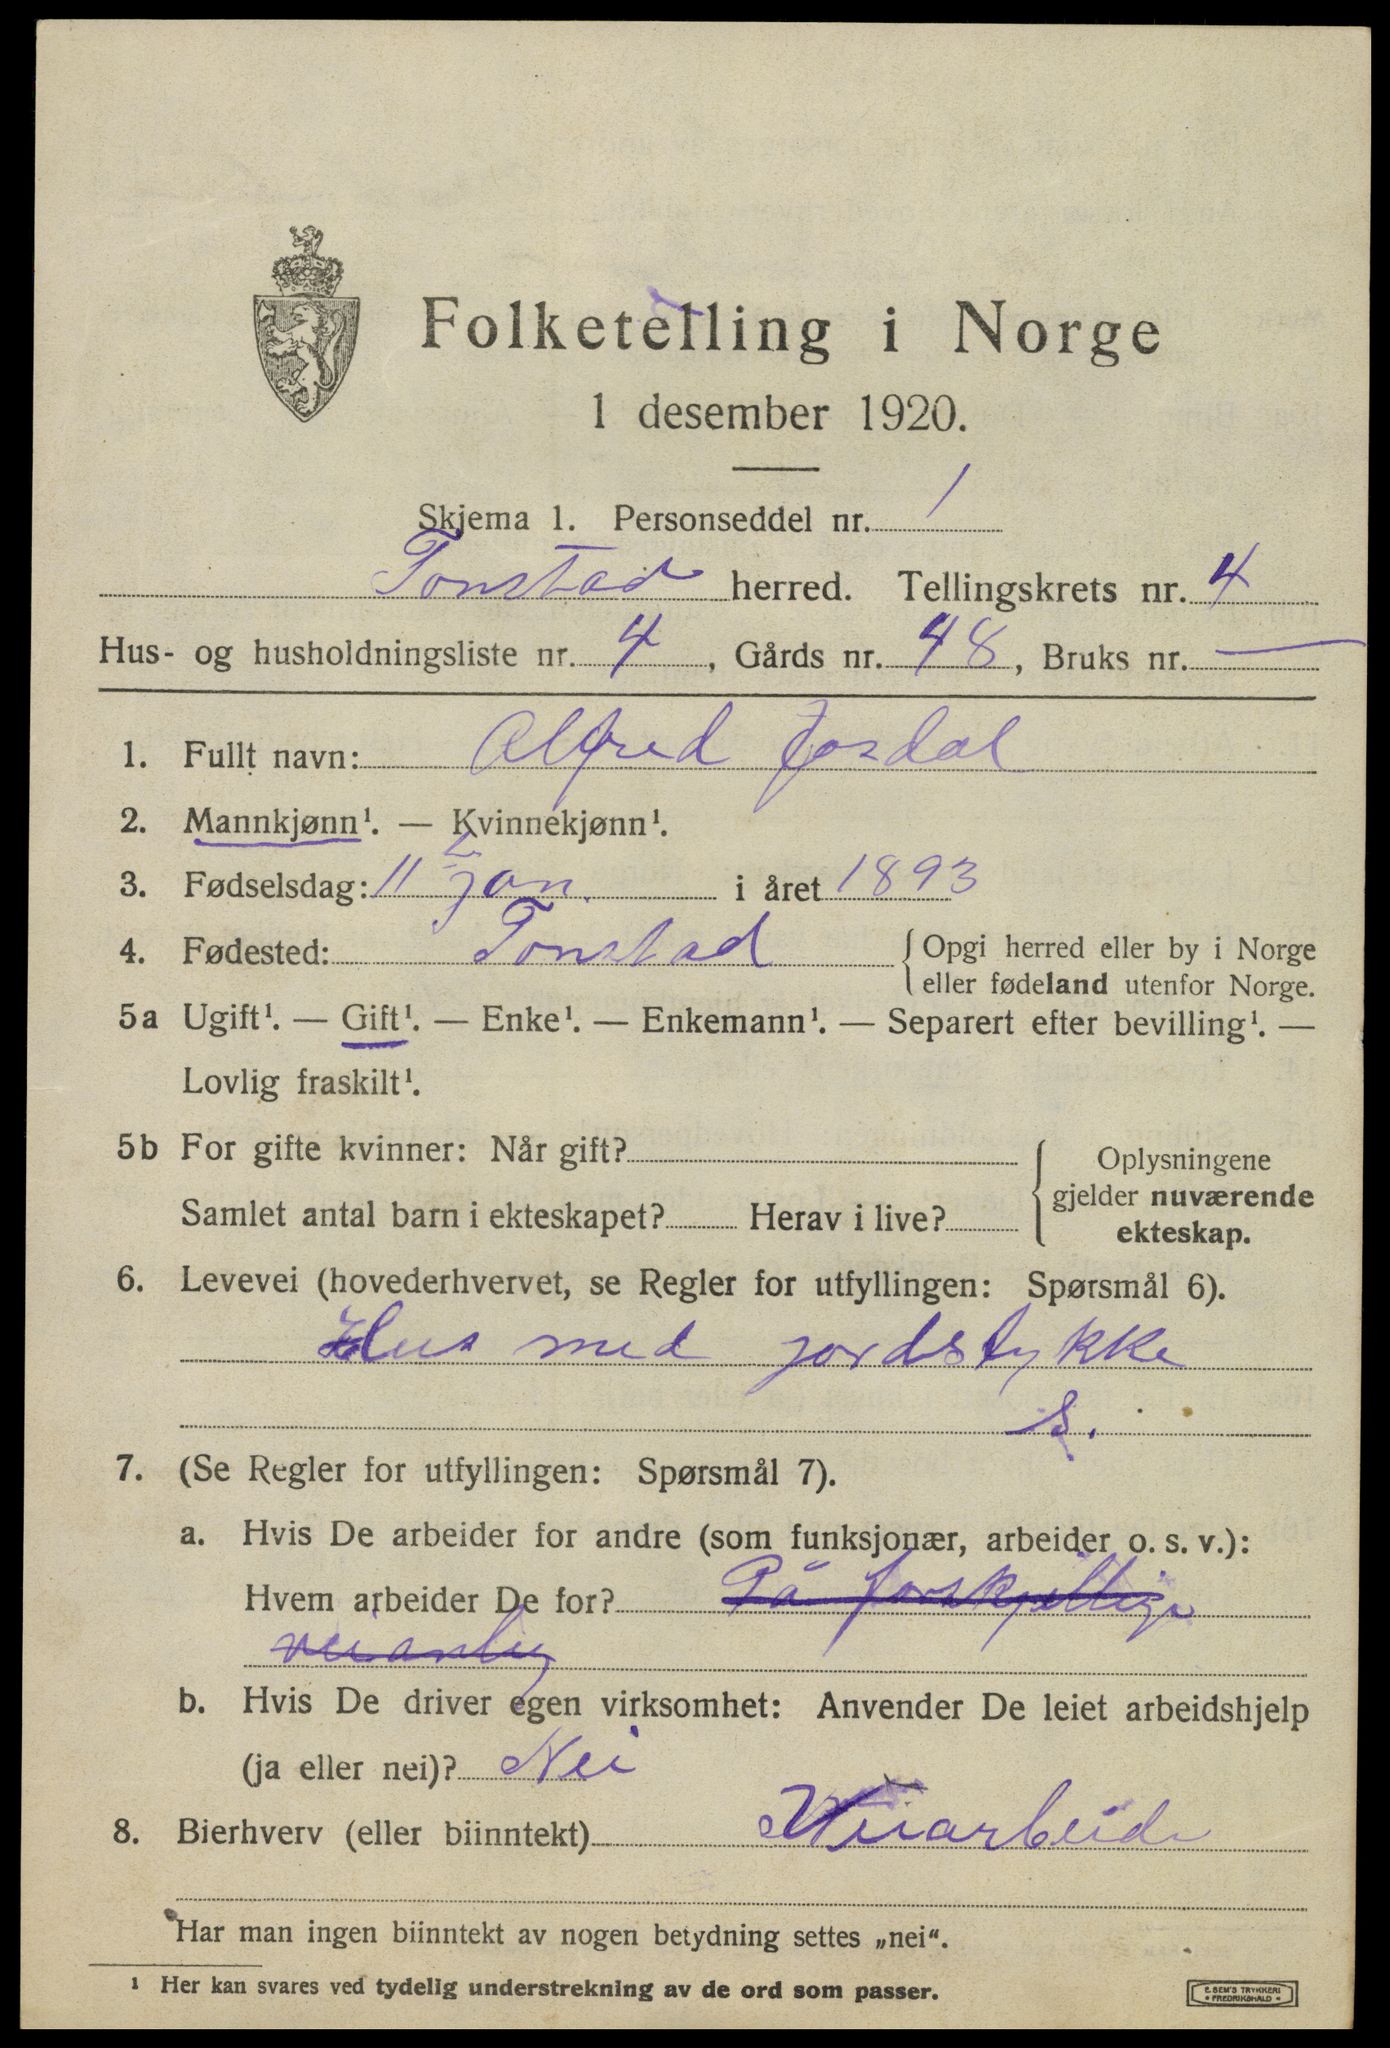 Folketelling i Norge
1 desember 1920.
Skjema 1. Personseddel nr. 1
Tonstad herred. Tellingskrets nr. 4
Hus- og husholdningsliste nr. 4, Gårds nr. 48, Bruks nr. —
1. Fullt navn: Alfred Josdal
2. Mannkjønn¹. — Kvinnekjønn¹.
3. Fødselsdag: 11 jan. i året 1893
4. Fødested: Tonstad { Opgi herred eller by i Norge
eller fødeland utenfor Norge.
5a Ugift¹. — Gift¹. — Enke¹. — Enkemann¹. — Separert efter bevilling¹. —
Lovlig fraskilt¹.
5b For gifte kvinner: Når gift?
Samlet antal barn i ekteskapet? Herav i live?
Oplysningene
gjelder nuværende
ekteskap.
6. Levevei (hovederhvervet, se Regler for utfyllingen: Spørsmål 6).
Hus med jordstykke
S.
7. (Se Regler for utfyllingen: Spørsmål 7).
a. Hvis De arbeider for andre (som funksjonær, arbeider o. s. v.):
Hvem arbeider De for? På forskjellige
veianleg
b. Hvis De driver egen virksomhet: Anvender De leiet arbeidshjelp
(ja eller nei)? Nei
8. Bierhverv (eller biinntekt) Veiarbeide
Har man ingen biinntekt av nogen betydning settes „nei“.
¹ Her kan svares ved tydelig understrekning av de ord som passer.
E. SEM'S TRYKKERI
FREDRIKSHALD